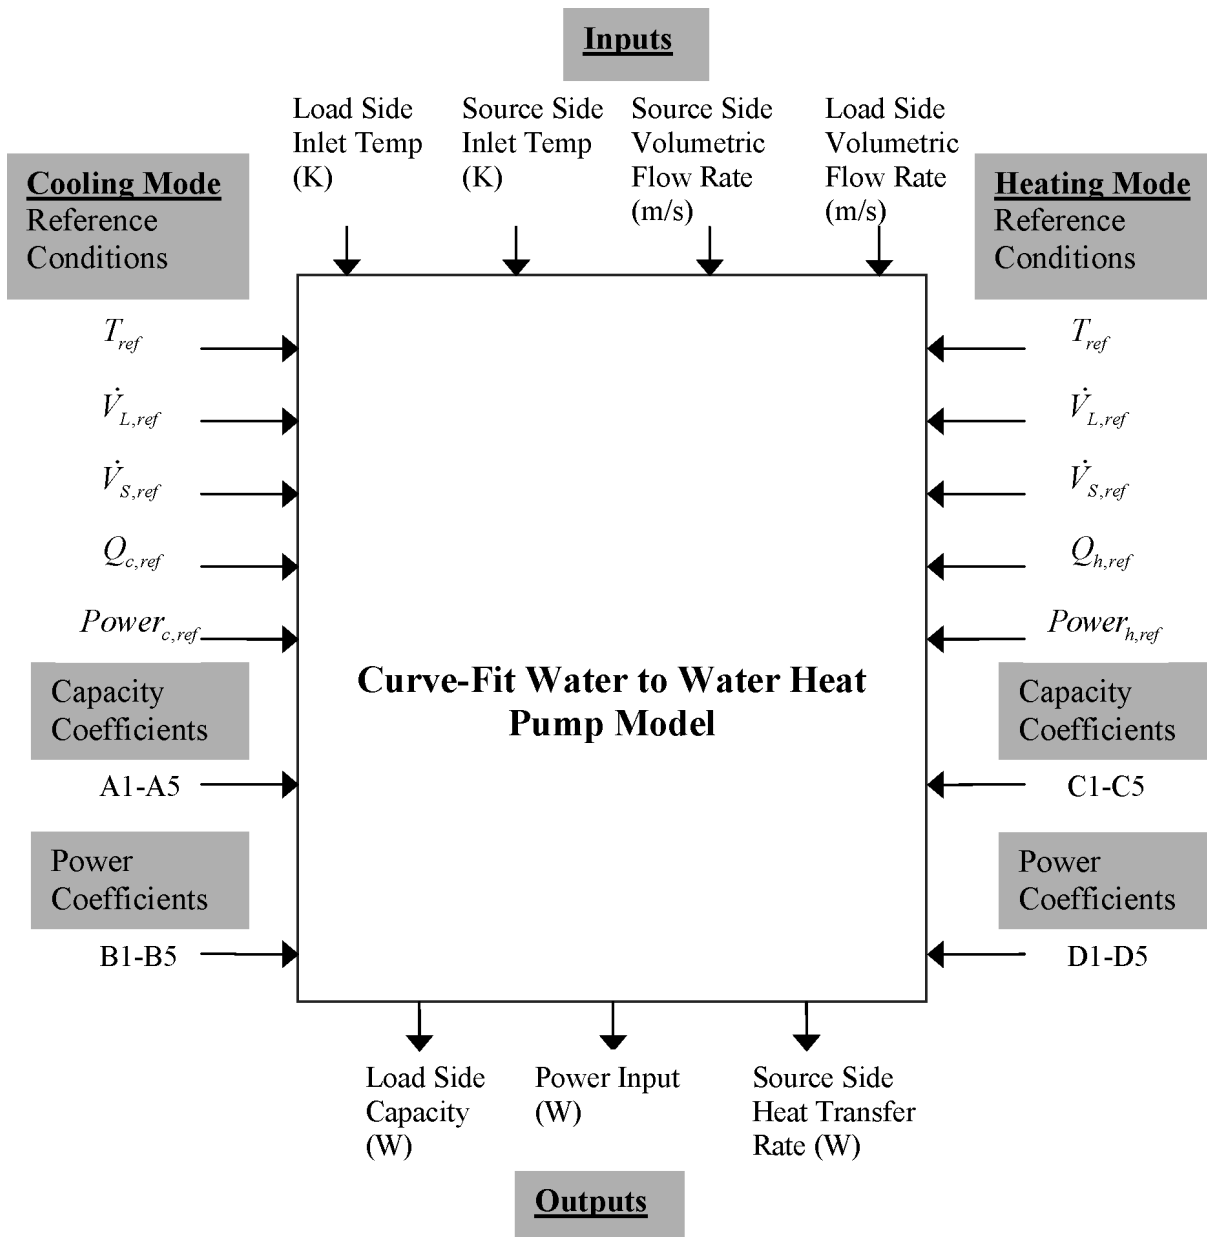 Inputs
Load Side
Inlet Temp
(K)
Source Side
Inlet Temp
(K)
Source Side
Volumetric
Flow Rate
(m/s)
Load Side
Volumetric
Flow Rate
(m/s)
Cooling Mode
Reference
Conditions
T_ref
V̇_L,ref
V̇_S,ref
Q_c,ref
Power_c,ref
Capacity
Coefficients
A1-A5
Power
Coefficients
B1-B5
Curve-Fit Water to Water Heat
Pump Model
Heating Mode
Reference
Conditions
T_ref
V̇_L,ref
V̇_S,ref
Q_h,ref
Power_h,ref
Capacity
Coefficients
C1-C5
Power
Coefficients
D1-D5
Load Side
Capacity
(W)
Power Input
(W)
Source Side
Heat Transfer
Rate (W)
Outputs